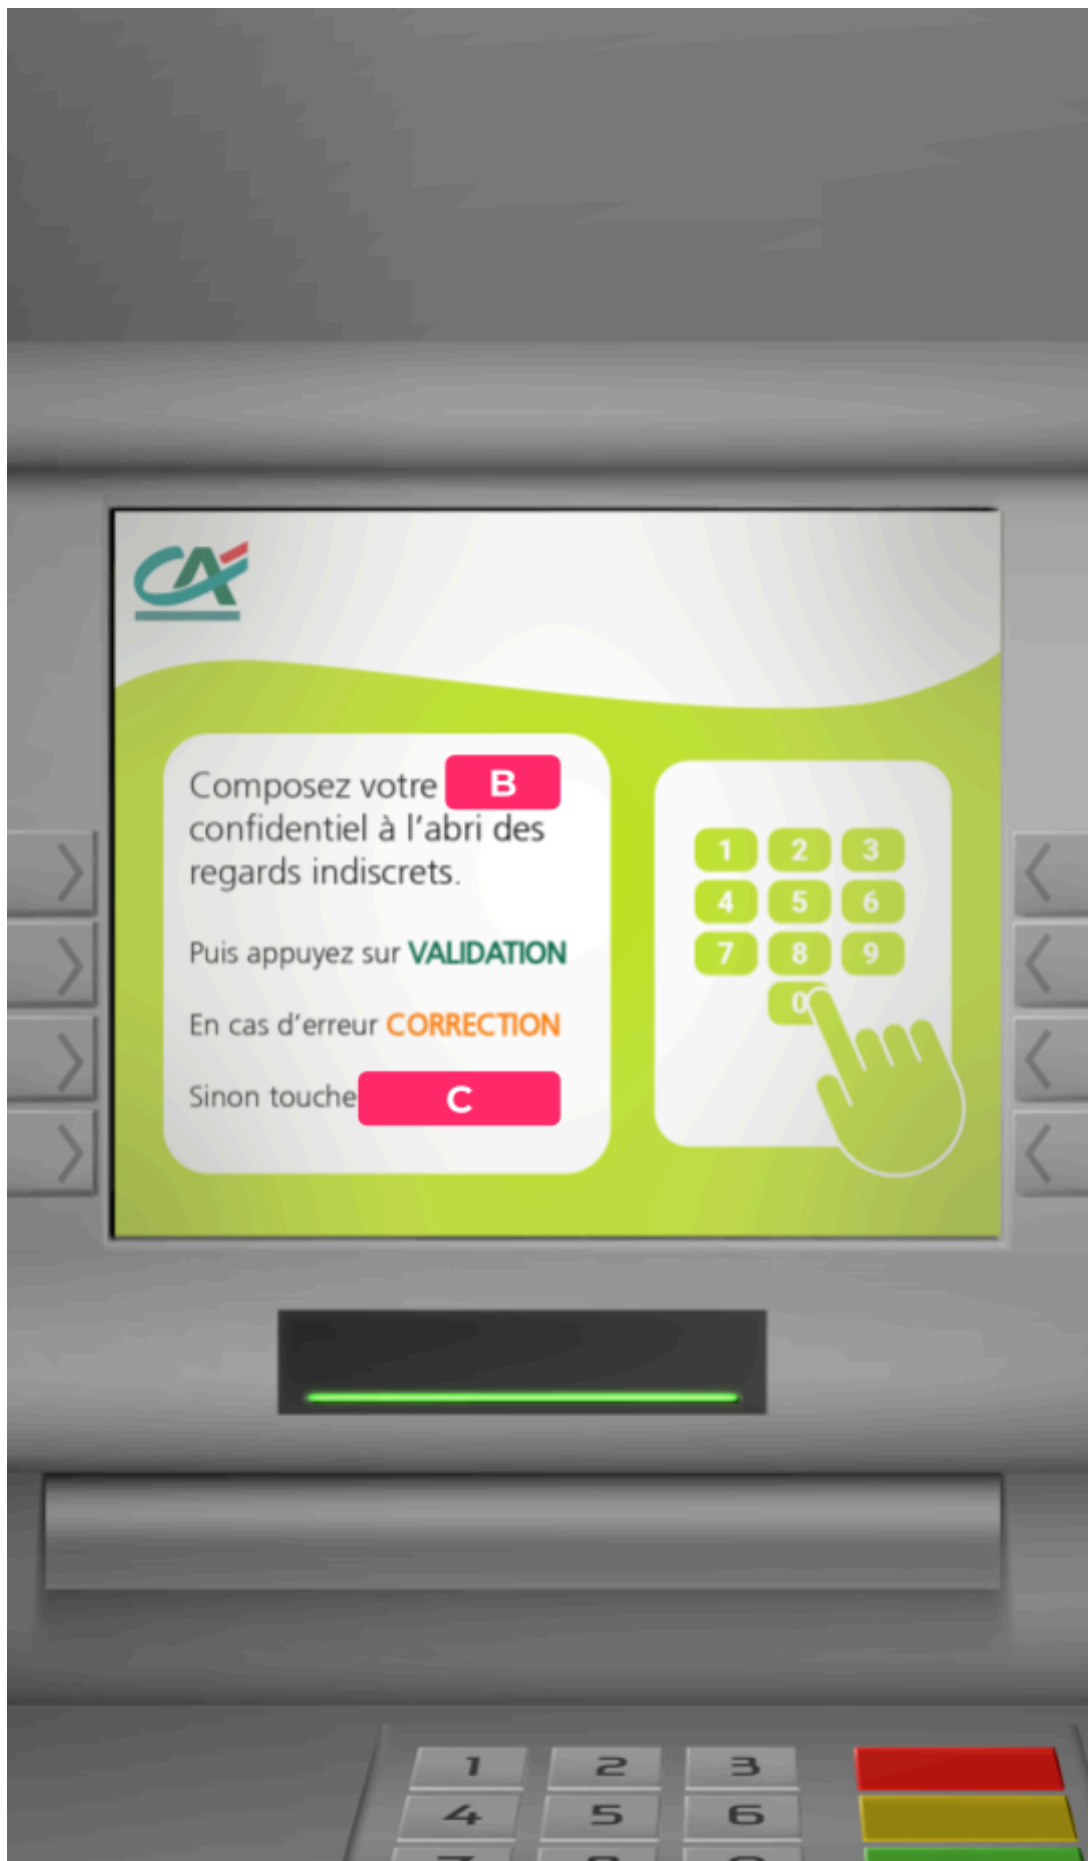 CA
Composez votre B
confidentiel à l'abri des
regards indiscrets.
Puis appuyez sur VALIDATION
En cas d'erreur CORRECTION
Sinon touche C
1 2 3
4 5 6
7 8 9
0
1 2 3
4 5 6